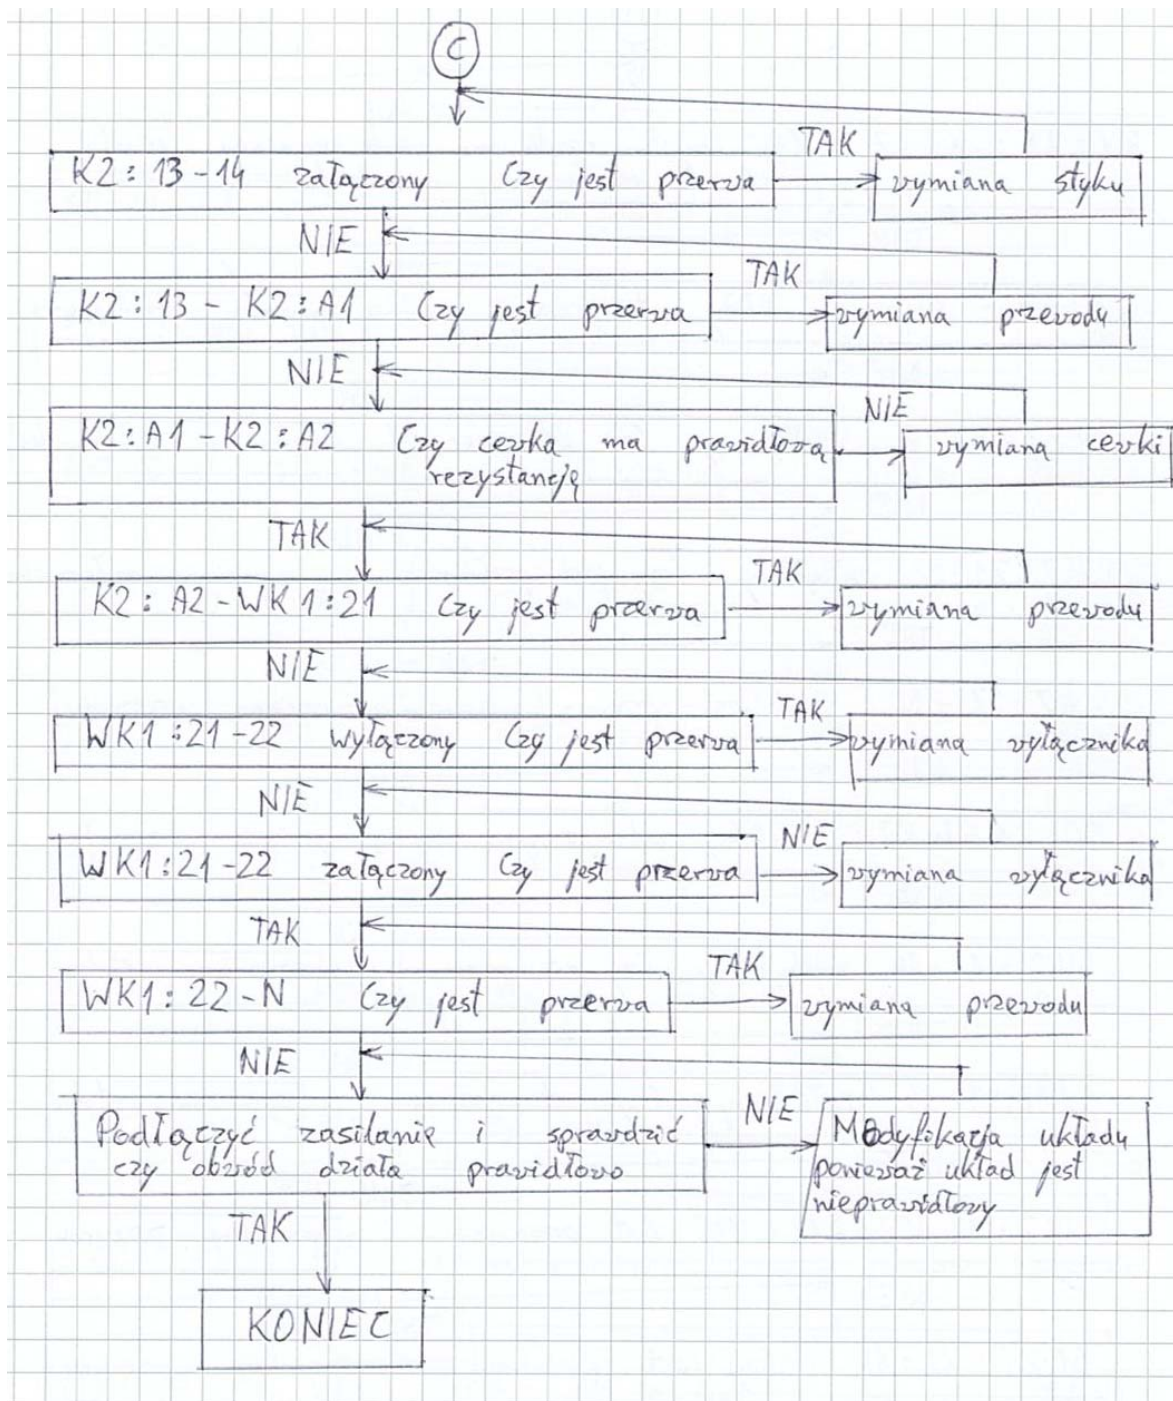 C
TAK
K2: 13-14 załączony Czy jest przerwa
wymiana styku
NIE
TAK
K2: 13 - K2: A1 Czy jest przerwa
wymiana przewodu
NIE
NIE
K2: A1 - K2: A2 Czy cewka ma prawidłową
rezystancję
wymiana cewki
TAK
TAK
K2: A2 - WK1:21 Czy jest przerwa
wymiana przewodu
NIE
TAK
WK1:21-22 wyłączony Czy jest przerwa
wymiana wyłącznika
NIE
NIE
WK1:21-22 załączony Czy jest przerwa
wymiana wyłącznika
TAK
TAK
WK1: 22-N Czy jest przerwa
wymiana przewodu
NIE
NIE
Podłączyć zasilanie i sprawdzić
czy obwód działa prawidłowo
Modyfikacja układu
ponieważ układ jest
nieprawidłowy
TAK
KONIEC